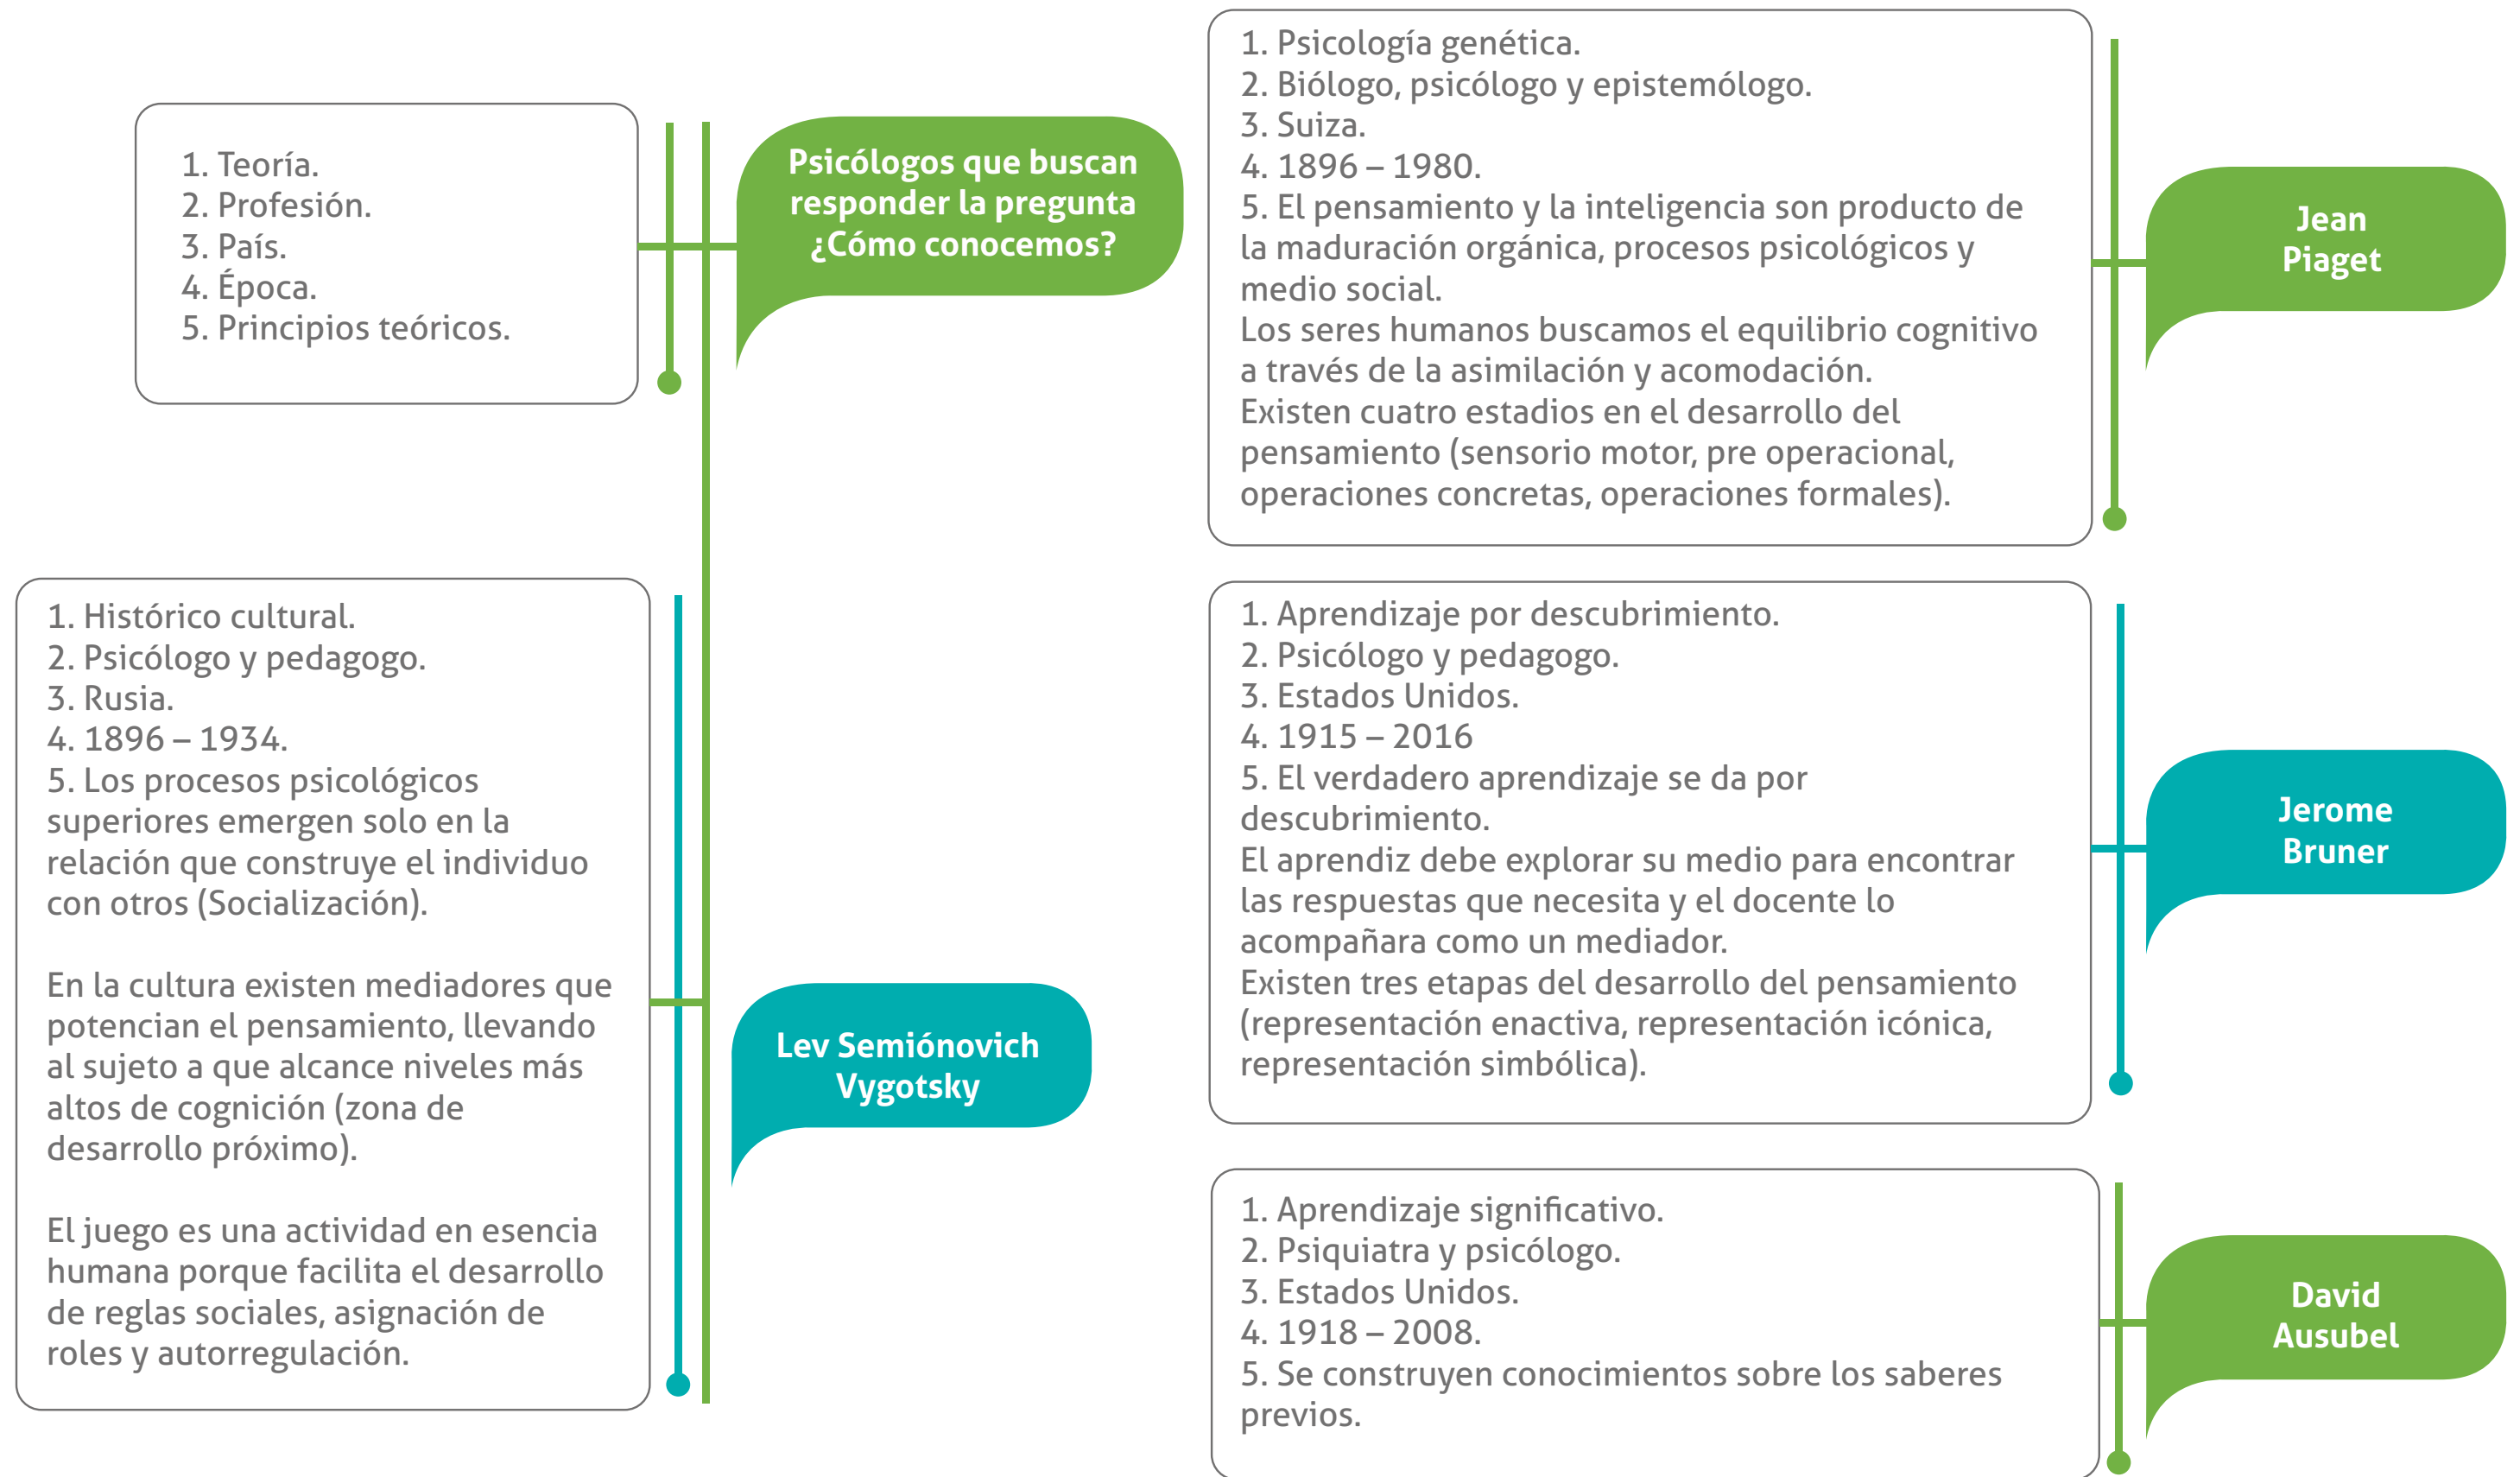 Psicólogos que buscan
responder la pregunta
¿Cómo conocemos?
1. Teoría.
2. Profesión.
3. País.
4. Época.
5. Principios teóricos.
Jean
Piaget
1. Psicología genética.
2. Biólogo, psicólogo y epistemólogo.
3. Suiza.
4. 1896 – 1980.
5. El pensamiento y la inteligencia son producto de
la maduración orgánica, procesos psicológicos y
medio social.
Los seres humanos buscamos el equilibrio cognitivo
a través de la asimilación y acomodación.
Existen cuatro estadios en el desarrollo del
pensamiento (sensorio motor, pre operacional,
operaciones concretas, operaciones formales).
Lev Semiónovich
Vygotsky
1. Histórico cultural.
2. Psicólogo y pedagogo.
3. Rusia.
4. 1896 – 1934.
5. Los procesos psicológicos
superiores emergen solo en la
relación que construye el individuo
con otros (Socialización).
En la cultura existen mediadores que
potencian el pensamiento, llevando
al sujeto a que alcance niveles más
altos de cognición (zona de
desarrollo próximo).
El juego es una actividad en esencia
humana porque facilita el desarrollo
de reglas sociales, asignación de
roles y autorregulación.
Jerome
Bruner
1. Aprendizaje por descubrimiento.
2. Psicólogo y pedagogo.
3. Estados Unidos.
4. 1915 – 2016
5. El verdadero aprendizaje se da por
descubrimiento.
El aprendiz debe explorar su medio para encontrar
las respuestas que necesita y el docente lo
acompañara como un mediador.
Existen tres etapas del desarrollo del pensamiento
(representación enactiva, representación icónica,
representación simbólica).
David
Ausubel
1. Aprendizaje significativo.
2. Psiquiatra y psicólogo.
3. Estados Unidos.
4. 1918 – 2008.
5. Se construyen conocimientos sobre los saberes
previos.